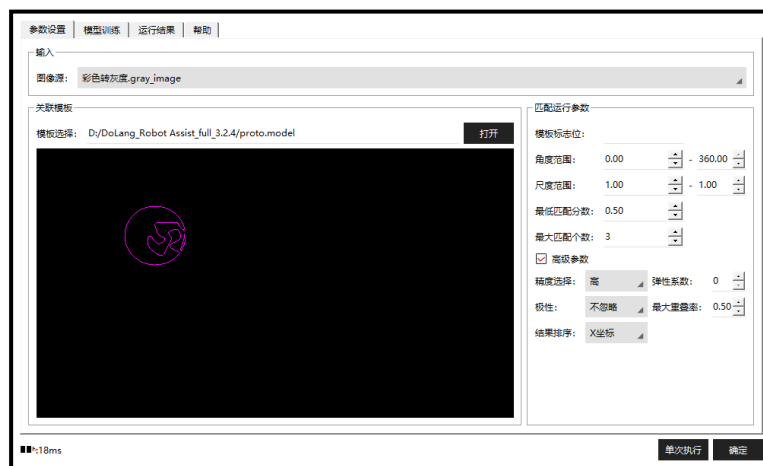 参数设置 模型训练 运行结果 帮助
输入
图像源: 彩色转灰度.gray_image
关联模板
模板选择: D:/DoLang_Robot Assist_full_3.2.4/proto.model 打开
匹配运行参数
模板标志位:
角度范围: 0.00 - 360.00
尺度范围: 1.00 - 1.00
最低匹配分数: 0.50
最大匹配个数: 3
高级参数
精度选择: 高 弹性系数: 0
极性: 不忽略 最大重叠率: 0.50
结果排序: X坐标
:18ms
单次执行 确定